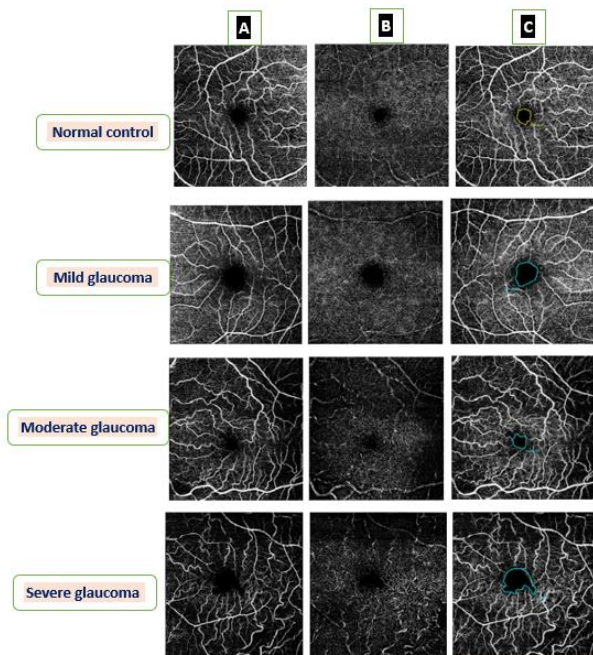 A
B
C
Normal control
Mild glaucoma
Moderate glaucoma
Severe glaucoma